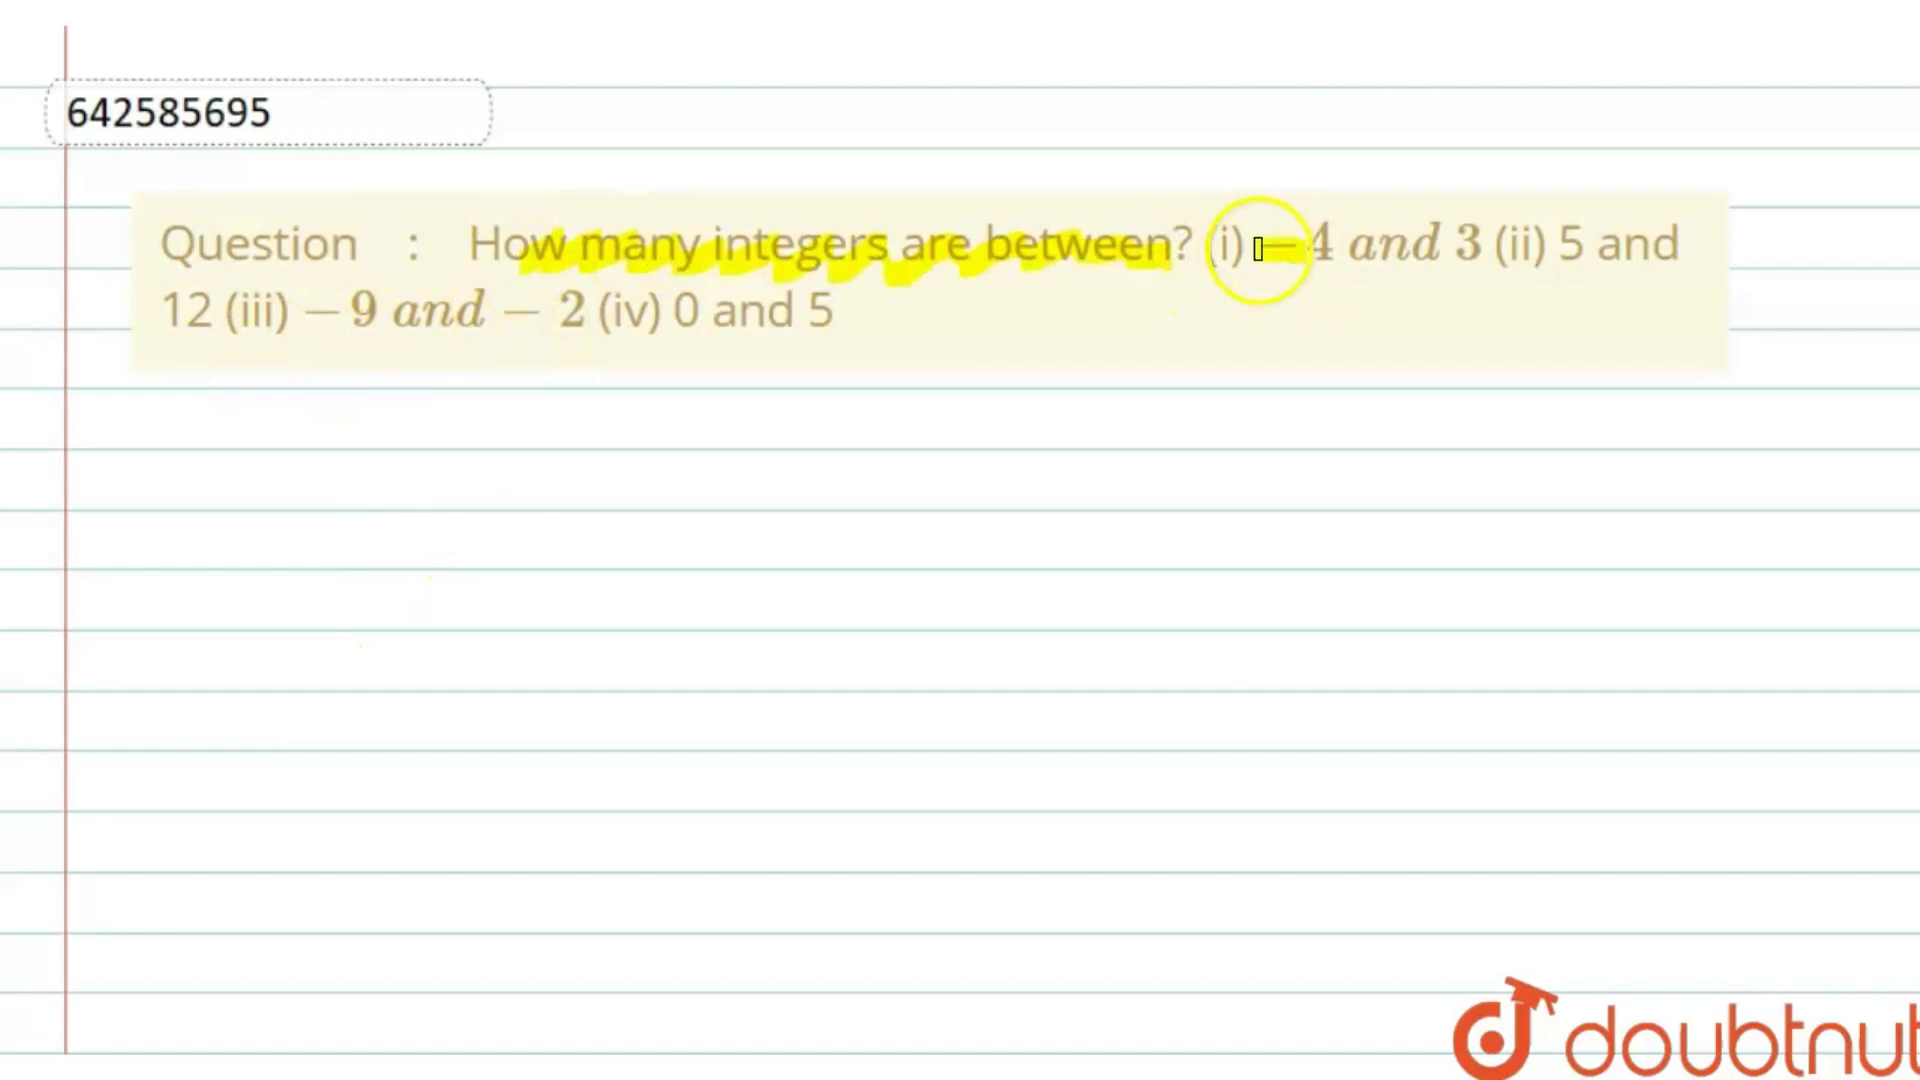 642585695
Question : How many integers are between? (i) −4 and 3 (ii) 5 and
12 (iii) −9 and − 2 (iv) 0 and 5
doubtnut